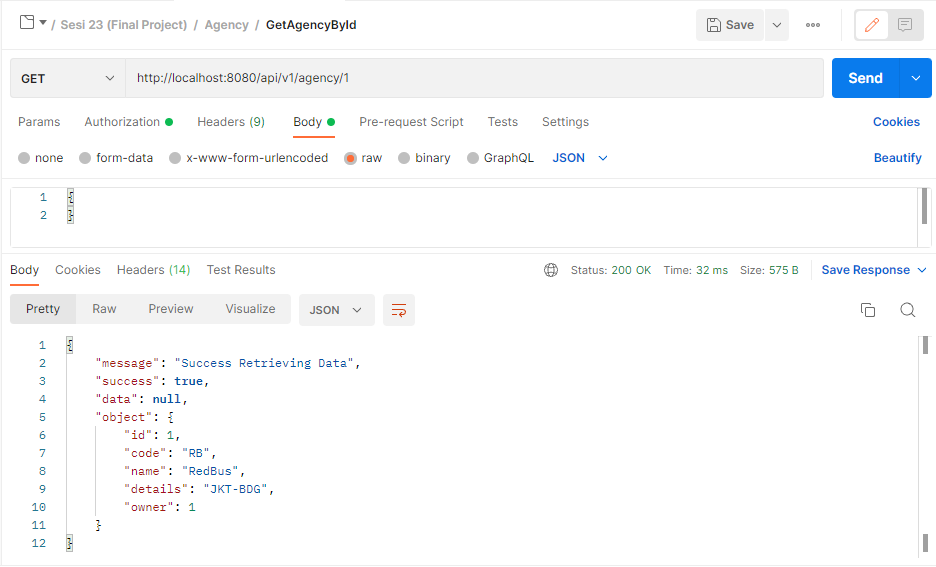 / Sesi 23 (Final Project) / Agency / GetAgencyById
Save
GET http://localhost:8080/api/v1/agency/1 Send
Params Authorization Headers (9) Body Pre-request Script Tests Settings Cookies
none form-data x-www-form-urlencoded raw binary GraphQL JSON Beautify
1 {
2 }
Body Cookies Headers (14) Test Results Status: 200 OK Time: 32 ms Size: 575 B Save Response
Pretty Raw Preview Visualize JSON
1 {
2 "message": "Success Retrieving Data",
3 "success": true,
4 "data": null,
5 "object": {
6 "id": 1,
7 "code": "RB",
8 "name": "RedBus",
9 "details": "JKT-BDG",
10 "owner": 1
11 }
12 }